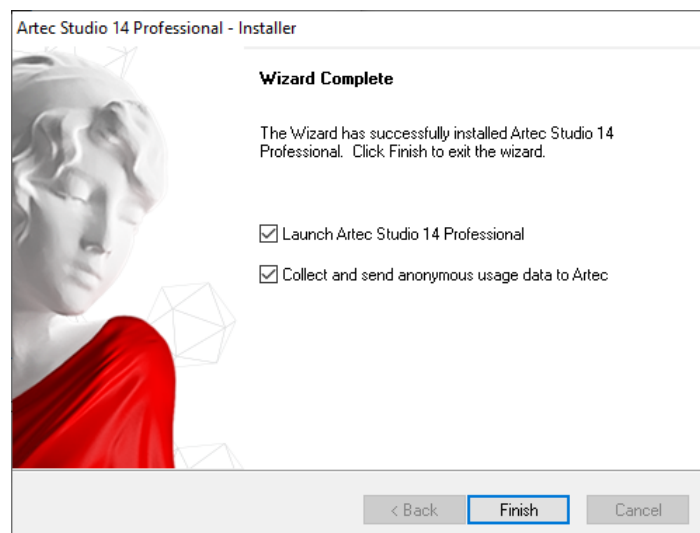 Artec Studio 14 Professional - Installer
Wizard Complete
The Wizard has successfully installed Artec Studio 14
Professional.  Click Finish to exit the wizard.
Launch Artec Studio 14 Professional
Collect and send anonymous usage data to Artec
< Back
Finish
Cancel